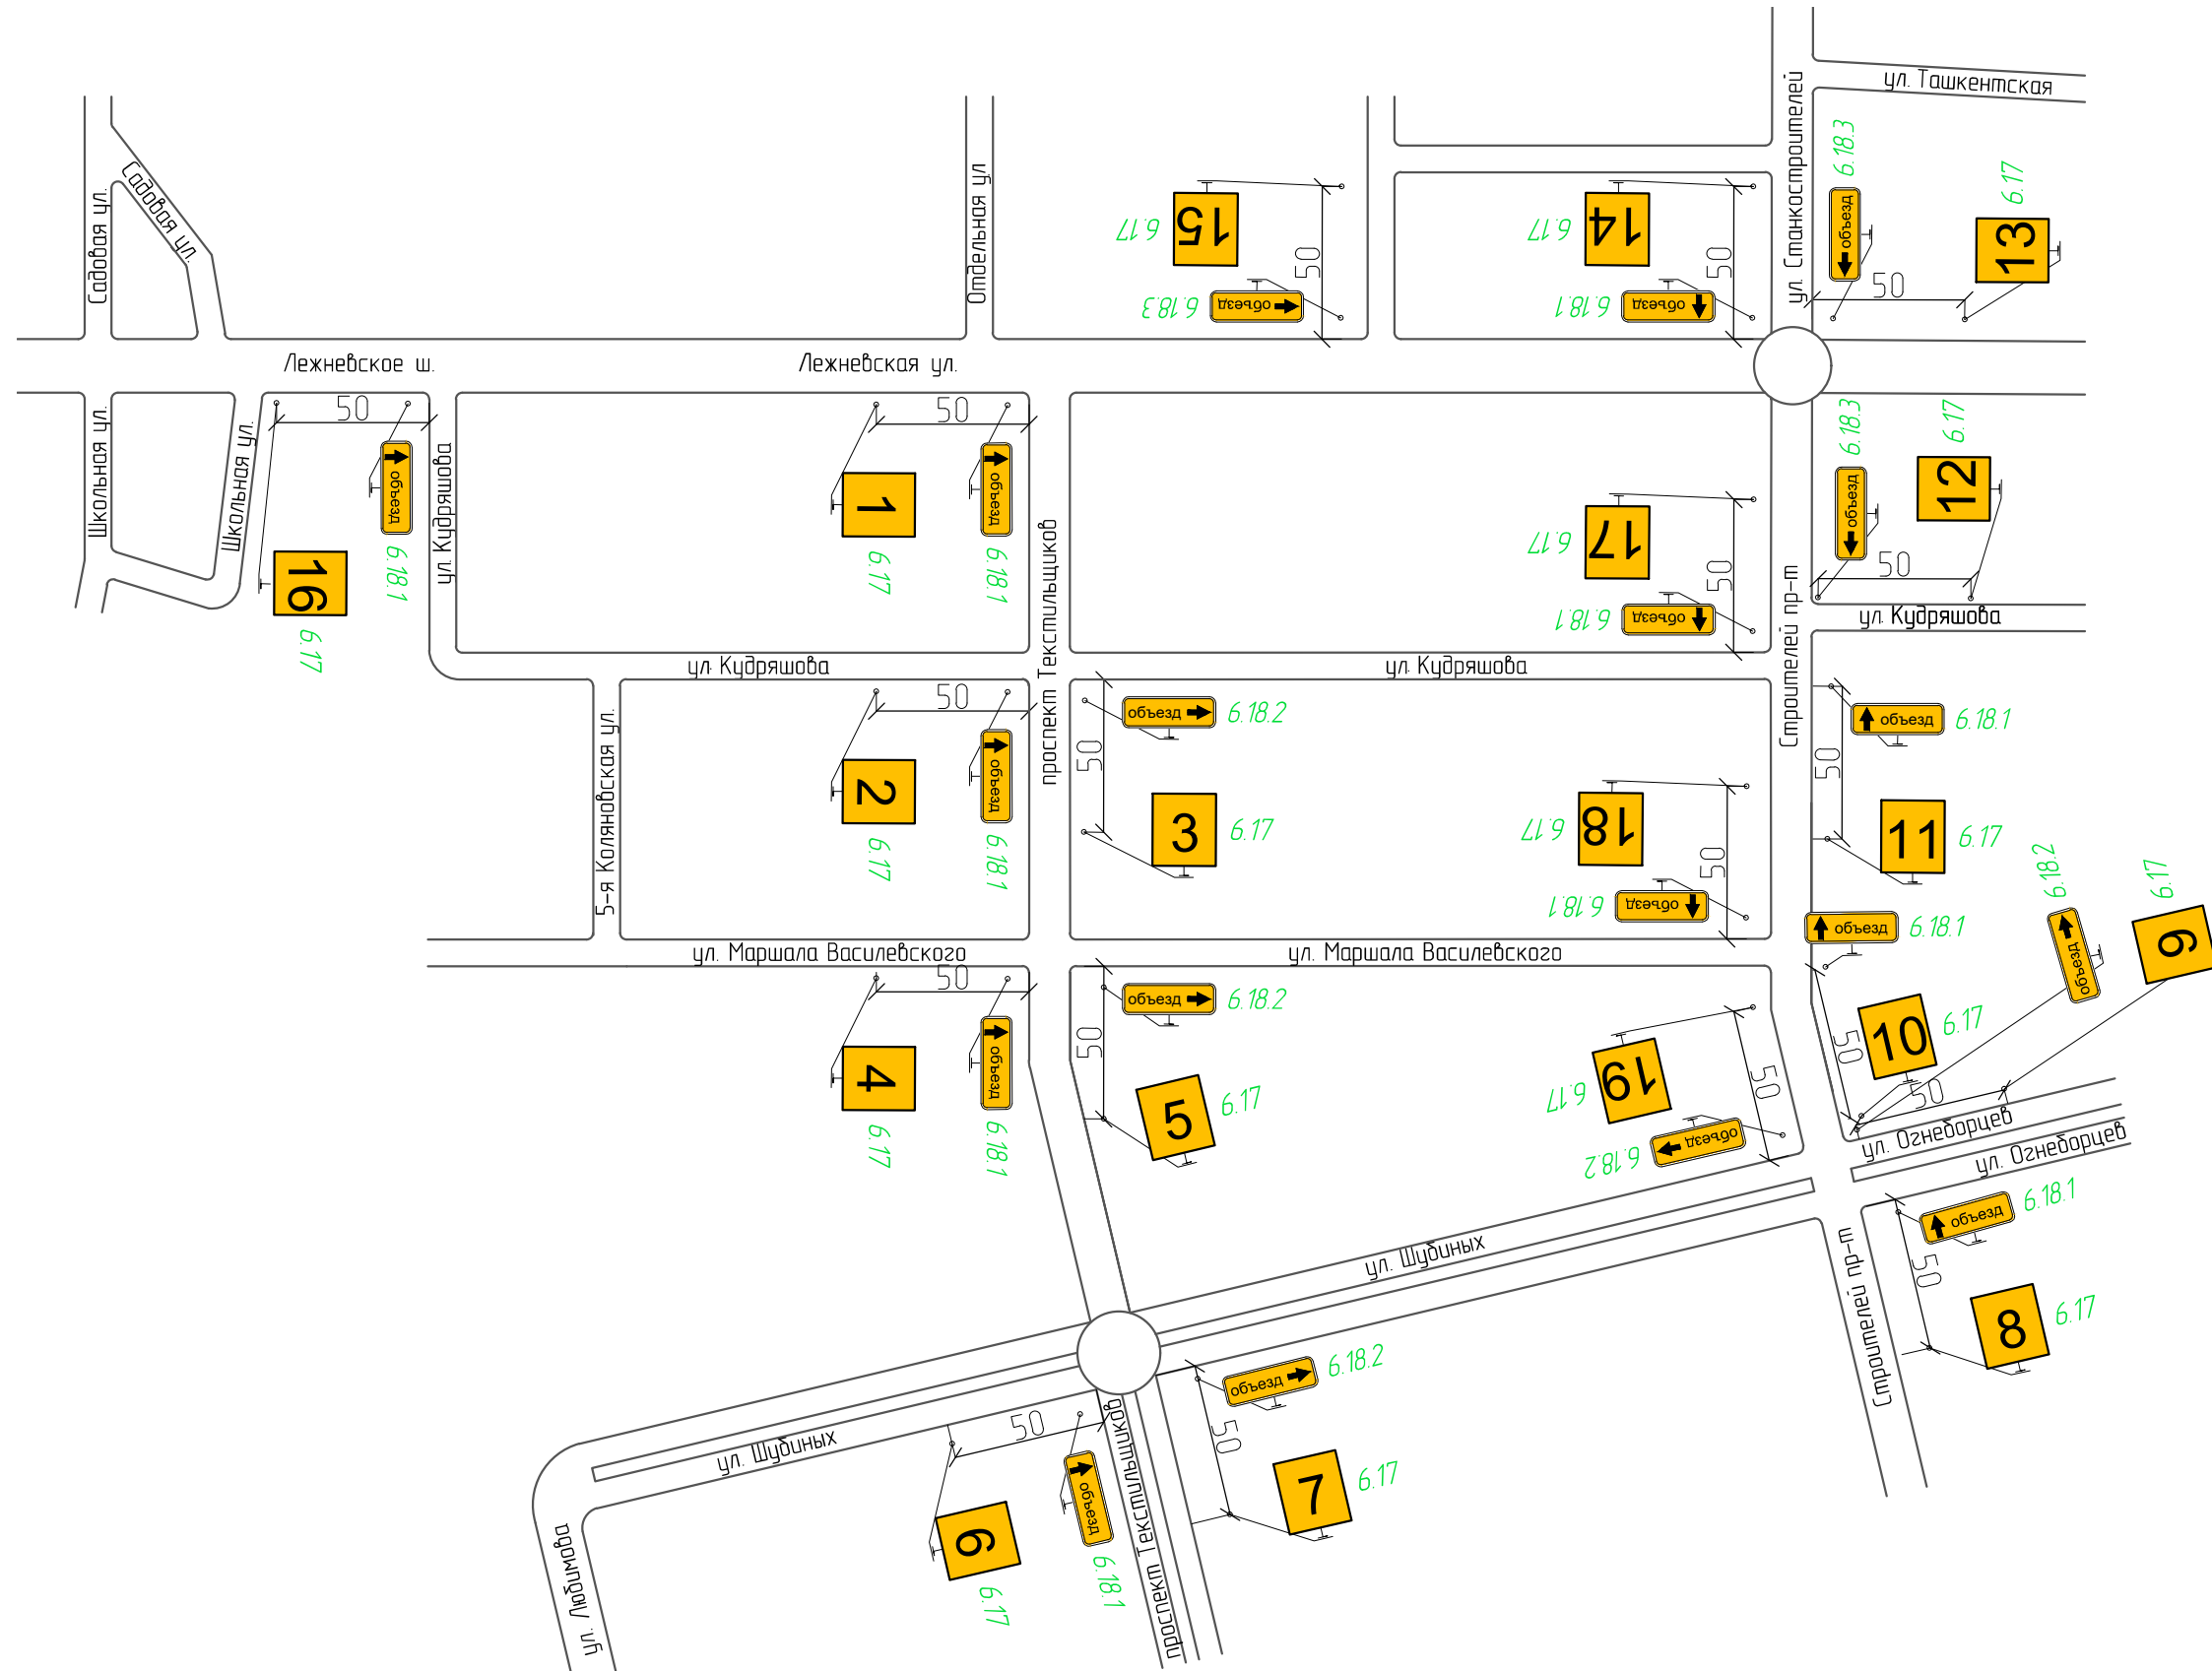 ул. Ташкентская
ул. Станкостроителей
6.18.3
объезд
6.17
13
50
Садовая ул.
Садовая ул.
Отдельная ул
15
6.17
50
6.18.3
объезд
14
6.17
50
6.18.1
объезд
Лежневское ш.
Лежневская ул.
Школьная ул.
Школьная ул.
50
объезд
6.18.1
16
6.17
ул. Кудряшова
50
1
6.17
объезд
6.18.1
проспект Текстильщиков
17
6.17
50
6.18.1
объезд
6.18.3
объезд
6.17
12
50
Строителей пр-т
ул. Кудряшова
ул. Кудряшова
ул. Кудряшова
5-я Коляновская ул.
50
2
6.17
объезд
6.18.1
объезд
6.18.2
50
3
6.17
18
6.17
50
6.18.1
объезд
объезд
6.18.1
50
11
6.17
ул. Маршала Василевского
ул. Маршала Василевского
50
4
6.17
объезд
6.18.1
объезд
6.18.2
50
5
6.17
19
6.17
50
6.18.2
объезд
объезд
6.18.1
50
10
6.17
6.18.2
объезд
6.17
9
50
ул. Огнеборцев
ул. Огнеборцев
объезд
6.18.1
50
8
6.17
Строителей пр-т
ул. Шубиных
ул. Шубиных
50
6
6.17
объезд
6.18.1
проспект Текстильщиков
объезд
6.18.2
50
7
6.17
ул. Любимова